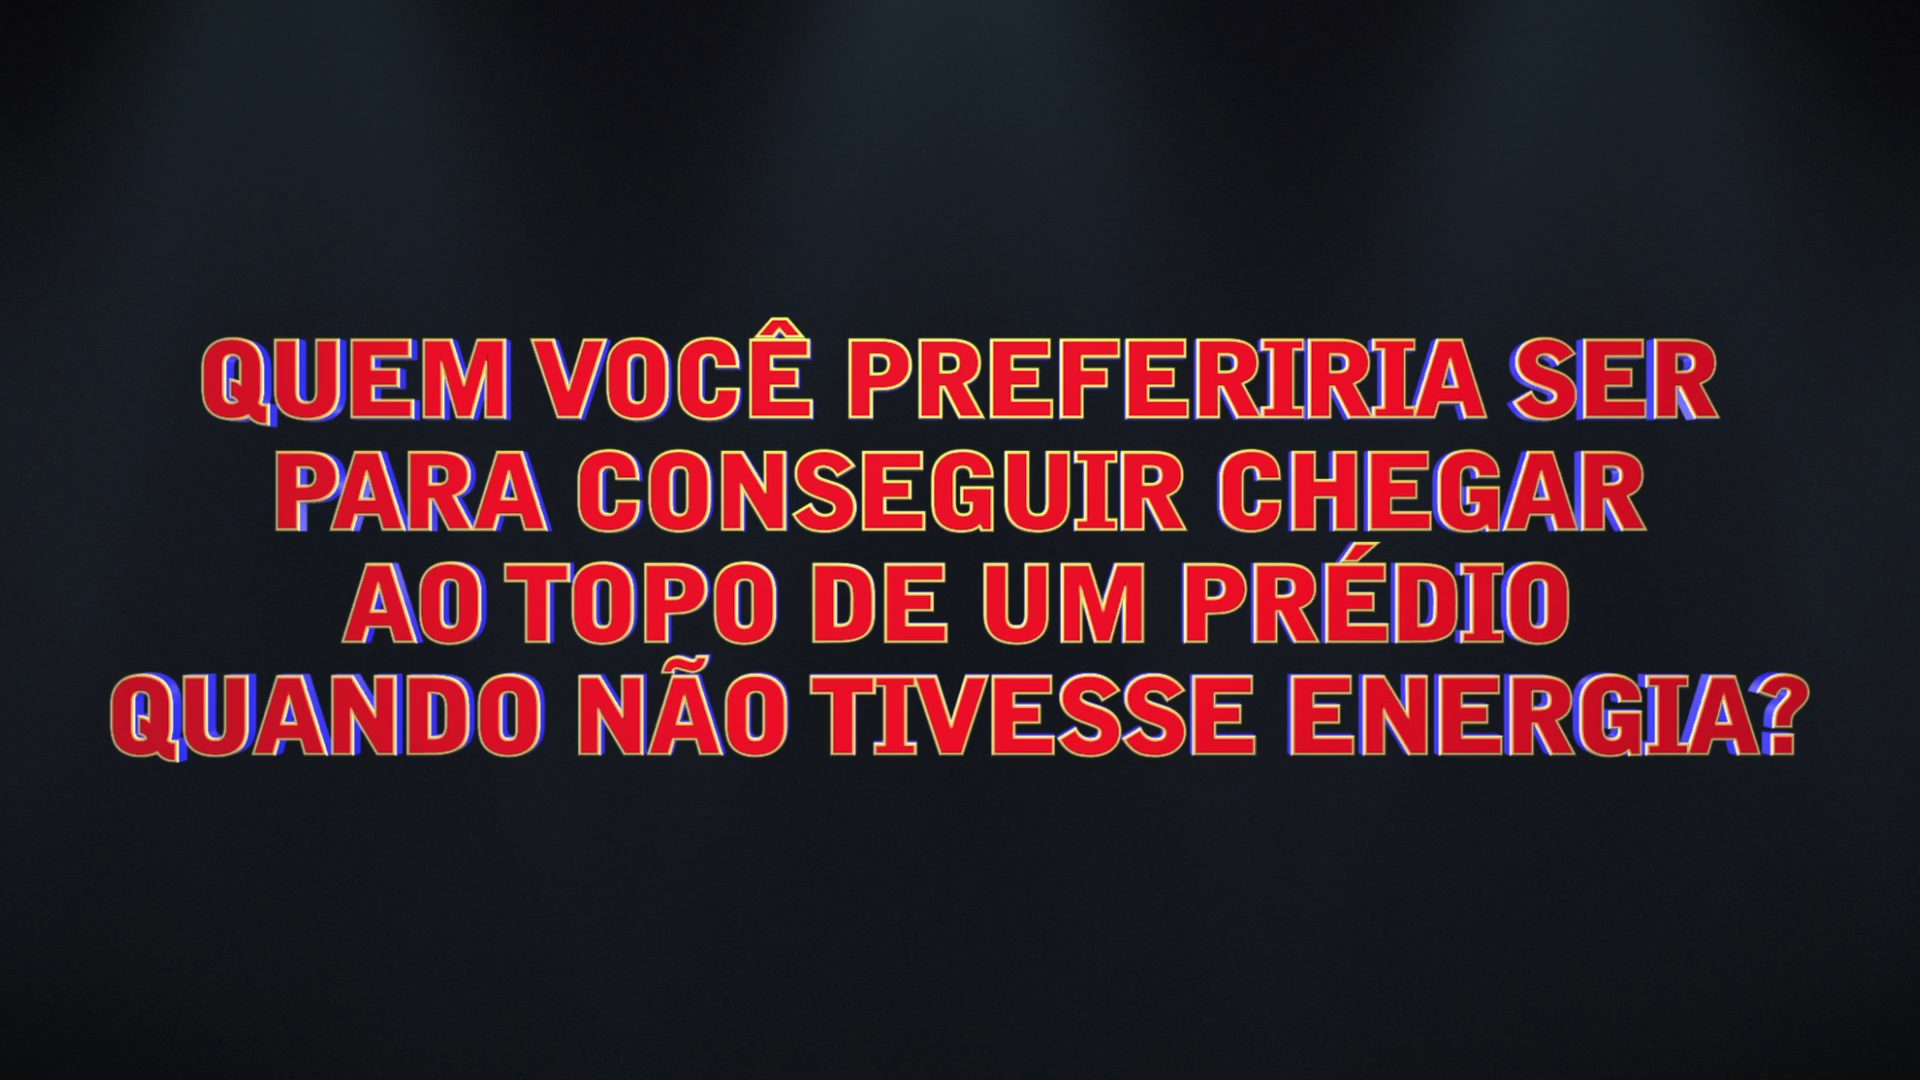 QUEM VOCÊ PREFERIRIA SER
PARA CONSEGUIR CHEGAR
AO TOPO DE UM PRÉDIO
QUANDO NÃO TIVESSE ENERGIA?